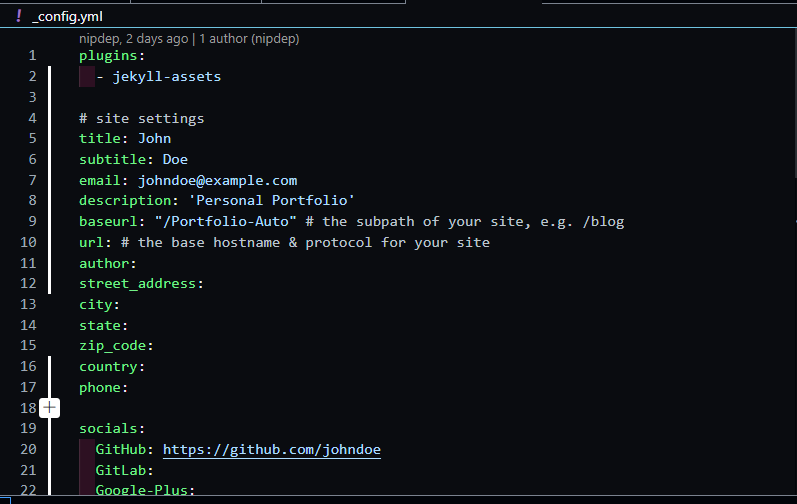 ! _config.yml
nipdep, 2 days ago | 1 author (nipdep)
1 plugins:
2 - jekyll-assets
3
4 # site settings
5 title: John
6 subtitle: Doe
7 email: johndoe@example.com
8 description: 'Personal Portfolio'
9 baseurl: "/Portfolio-Auto" # the subpath of your site, e.g. /blog
10 url: # the base hostname & protocol for your site
11 author:
12 street_address:
13 city:
14 state:
15 zip_code:
16 country:
17 phone:
18
19 socials:
20 GitHub: https://github.com/johndoe
21 GitLab:
22 Google-Plus: